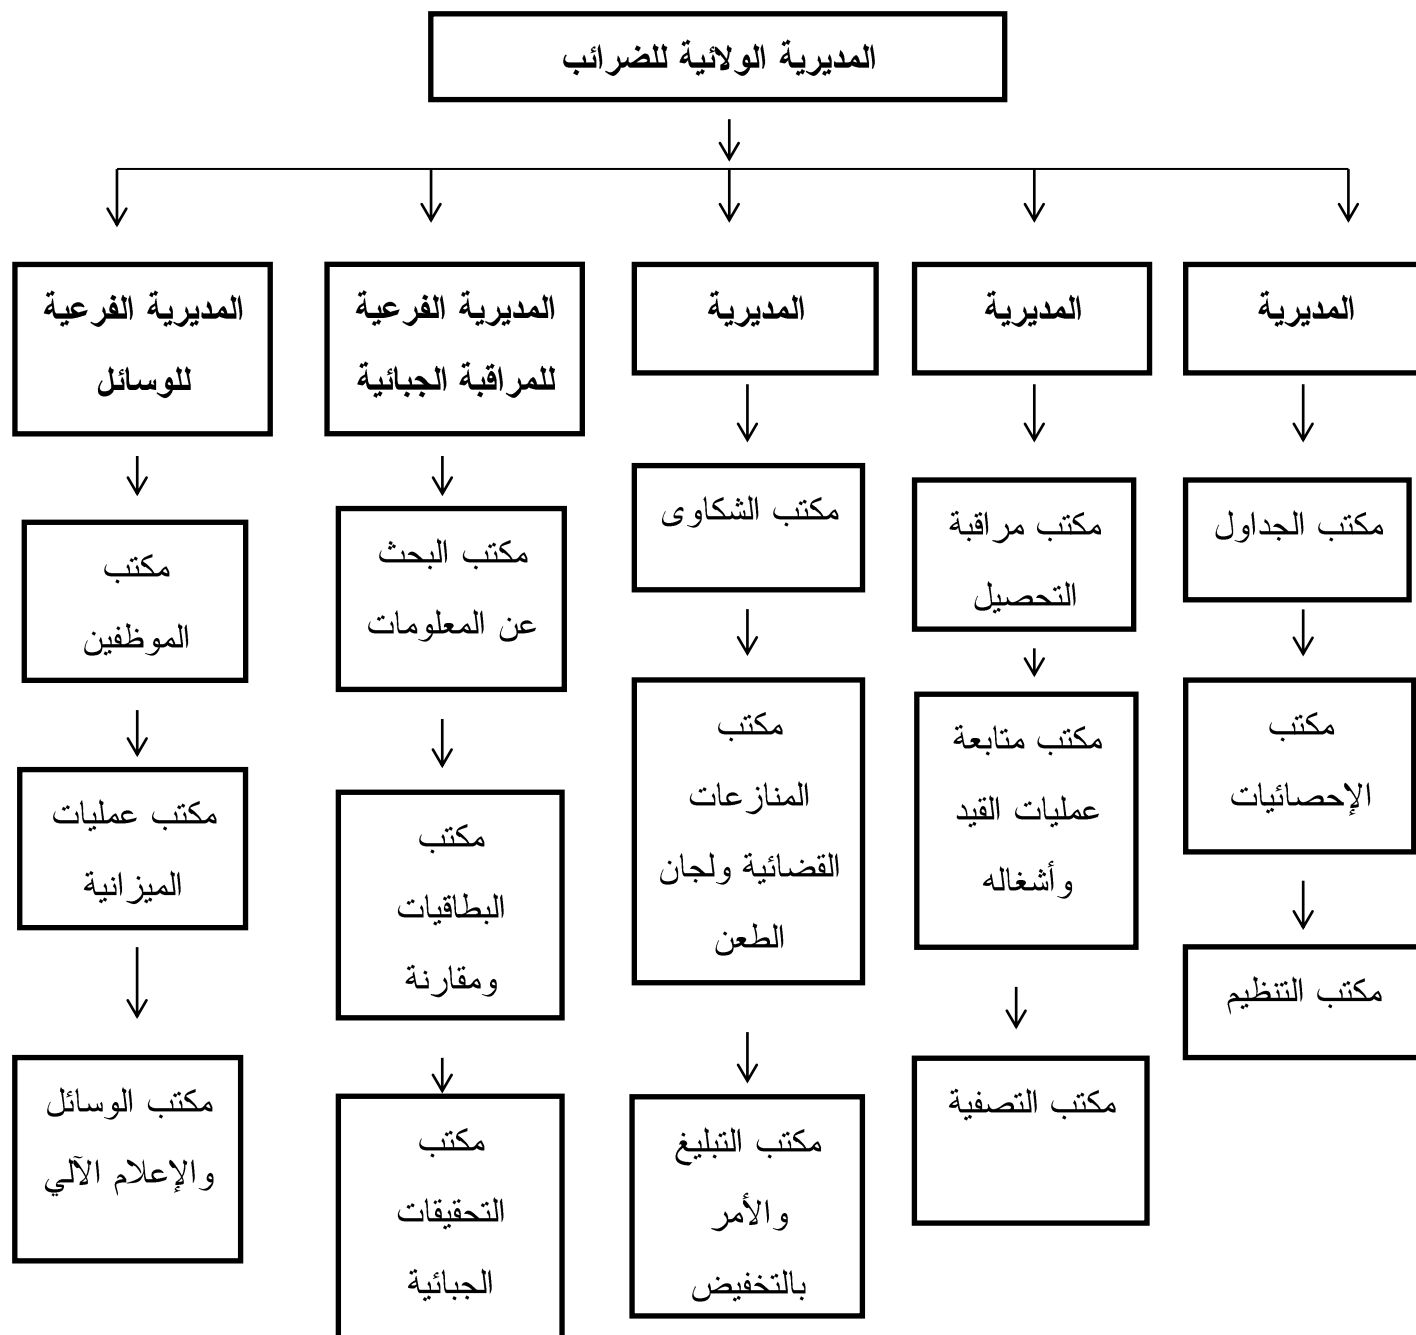 المديرية الولائية للضرائب
المديرية
المديرية
المديرية
المديرية الفرعية
للمراقبة الجبائية
المديرية الفرعية
للوسائل
مكتب الجداول
مكتب
الإحصائيات
مكتب التنظيم
مكتب مراقبة
التحصيل
مكتب متابعة
عمليات القيد
وأشغاله
مكتب التصفية
مكتب الشكاوى
مكتب
المنازعات
القضائية ولجان
الطعن
مكتب التبليغ
والأمر
بالتخفيض
مكتب البحث
عن المعلومات
مكتب
البطاقيات
ومقارنة
مكتب
التحقيقات
الجبائية
مكتب
الموظفين
مكتب عمليات
الميزانية
مكتب الوسائل
والإعلام الآلي